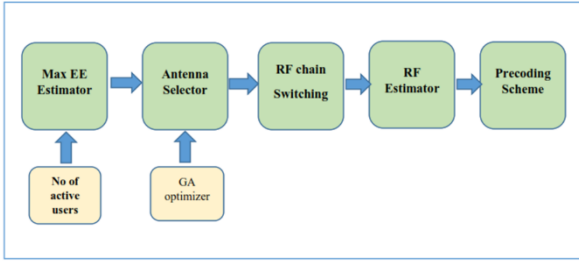 Max EE
Estimator
Antenna
Selector
RF chain
Switching
RF
Estimator
Precoding
Scheme
No of
active
users
GA
optimizer